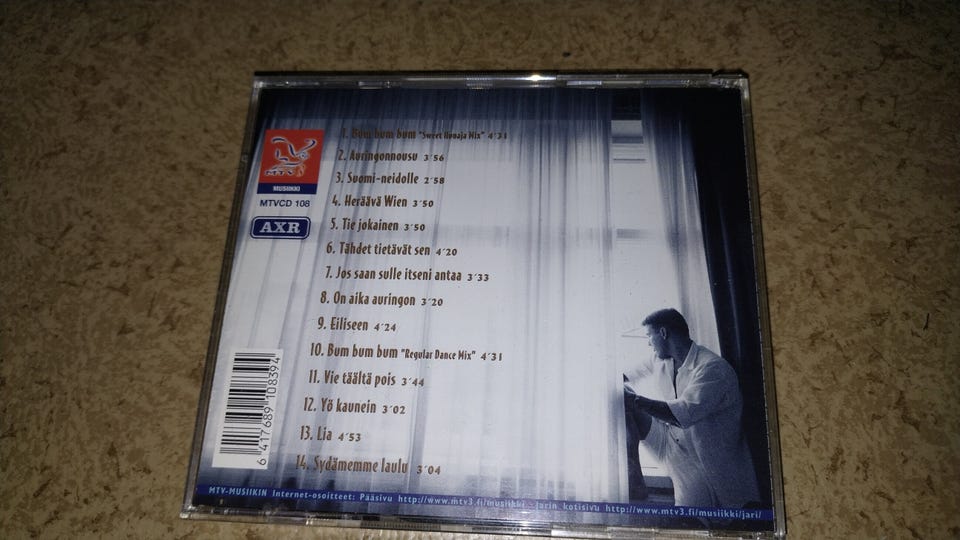 1. Bum bum bum "Sweet Hunaja Mix" 4´31
2. Auringonnousu 3´56
3. Suomi-neidolle 2´58
4. Heräävä Wien 3´50
5. Tie jokainen 3´50
6. Tähdet tietävät sen 4´20
7. Jos saan sulle itseni antaa 3´33
8. On aika auringon 3´20
9. Eiliseen 4´24
10. Bum bum bum "Regular Dance Mix" 4´31
11. Vie täältä pois 3´44
12. Yö kaunein 3´02
13. Lia 4´53
14. Sydämemme laulu 3´04
MTV3
MUSIIKKI
MTVCD 108
AXR
6 417689 108394
MTV-MUSIIKIN Internet-osoitteet: Pääsivu http://www.mtv3.fi/musiikki - Jarin kotisivu http://www.mtv3.fi/musiikki/jari/